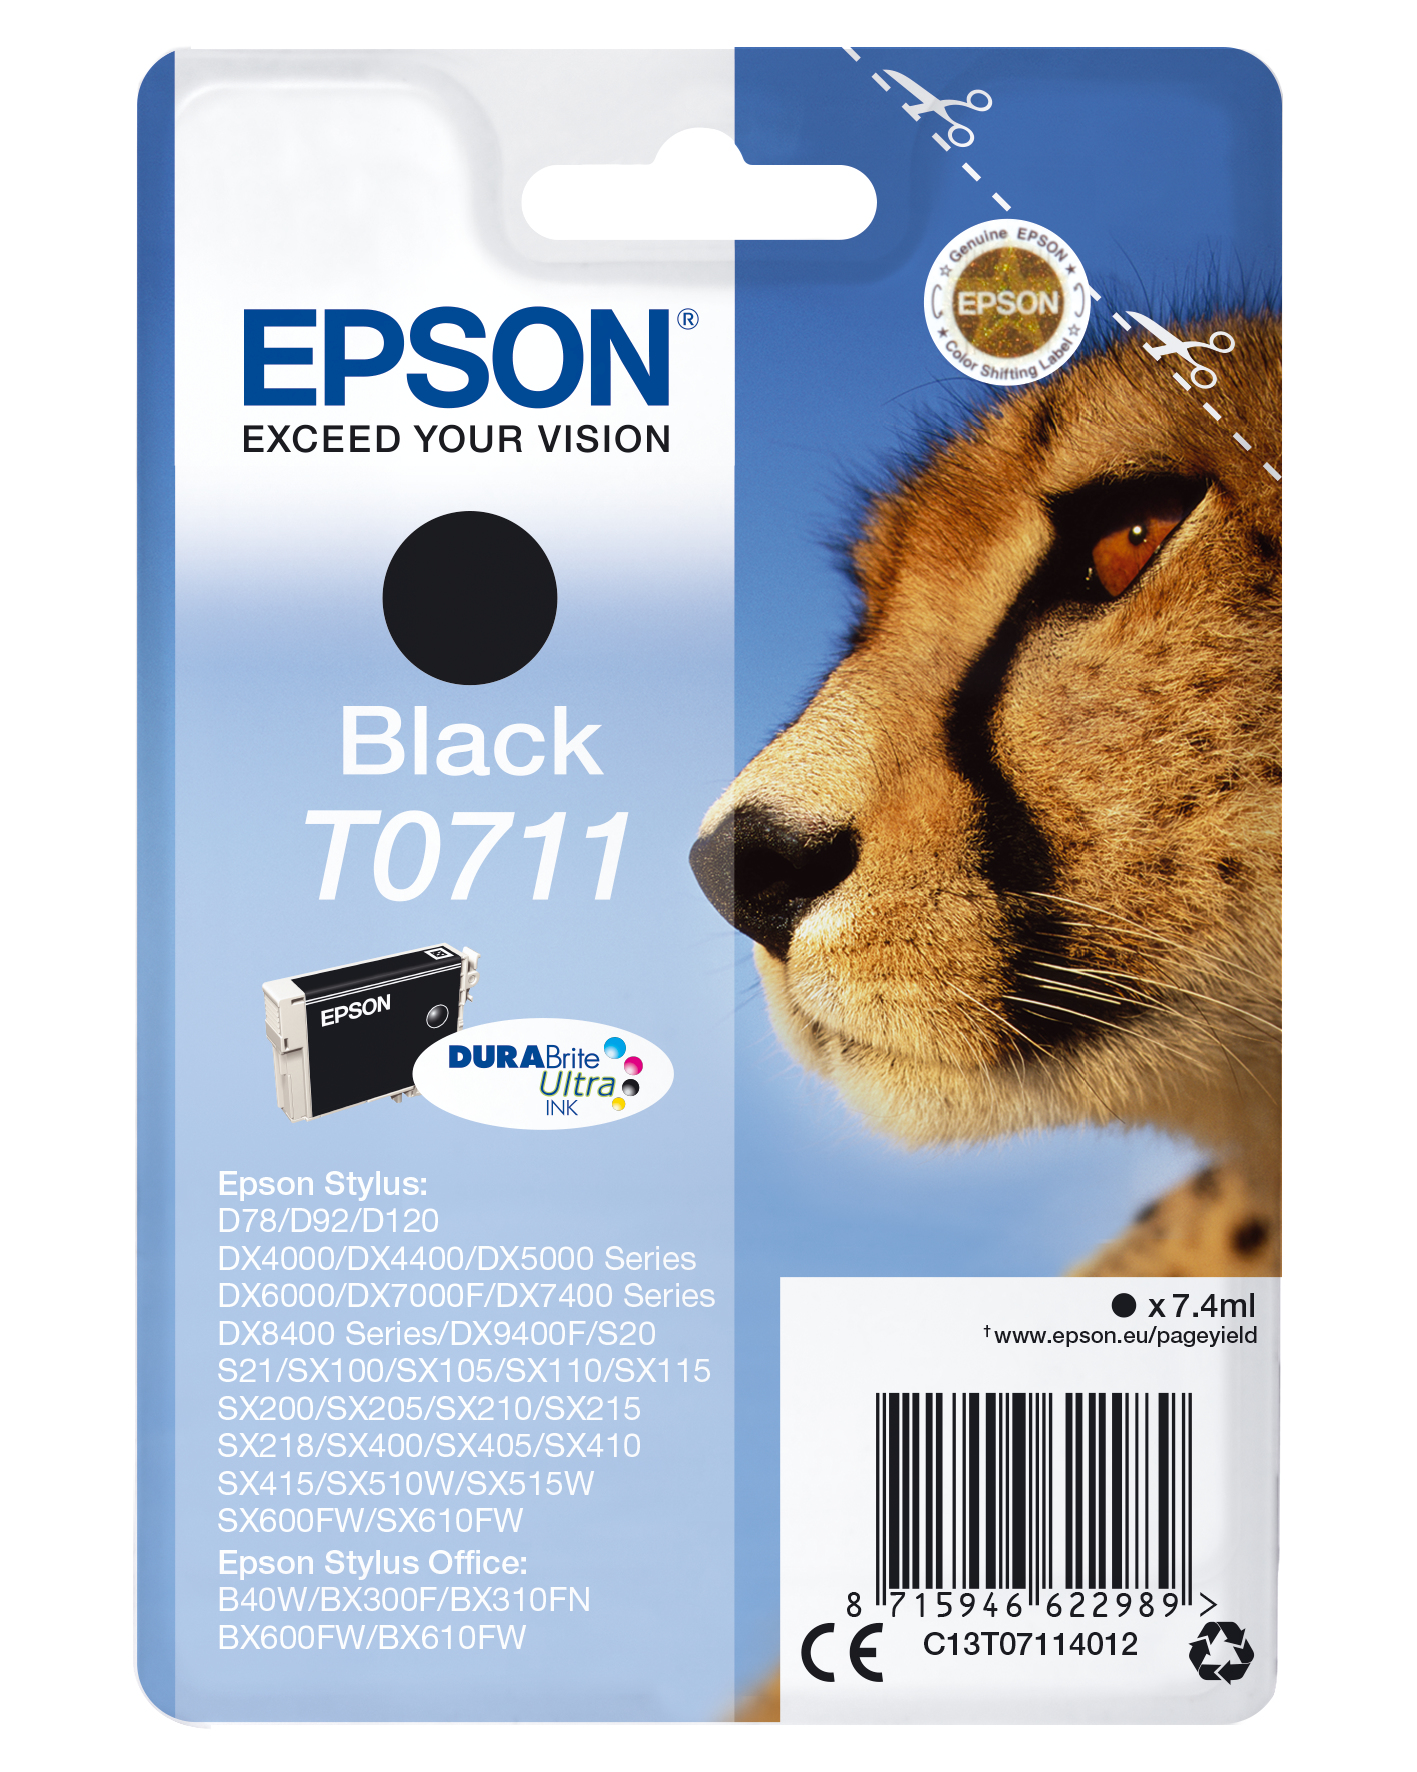 Genuine EPSON
EPSON
Color Shifting Label
EPSON®
EXCEED YOUR VISION
Black
T0711
EPSON
DURABrite
Ultra
INK
Epson Stylus:
D78/D92/D120
DX4000/DX4400/DX5000 Series
DX6000/DX7000F/DX7400 Series
DX8400 Series/DX9400F/S20
S21/SX100/SX105/SX110/SX115
SX200/SX205/SX210/SX215
SX218/SX400/SX405/SX410
SX415/SX510W/SX515W
SX600FW/SX610FW
Epson Stylus Office:
B40W/BX300F/BX310FN
BX600FW/BX610FW
x 7.4ml
†www.epson.eu/pageyield
8 715946 622989 >
CE
C13T07114012